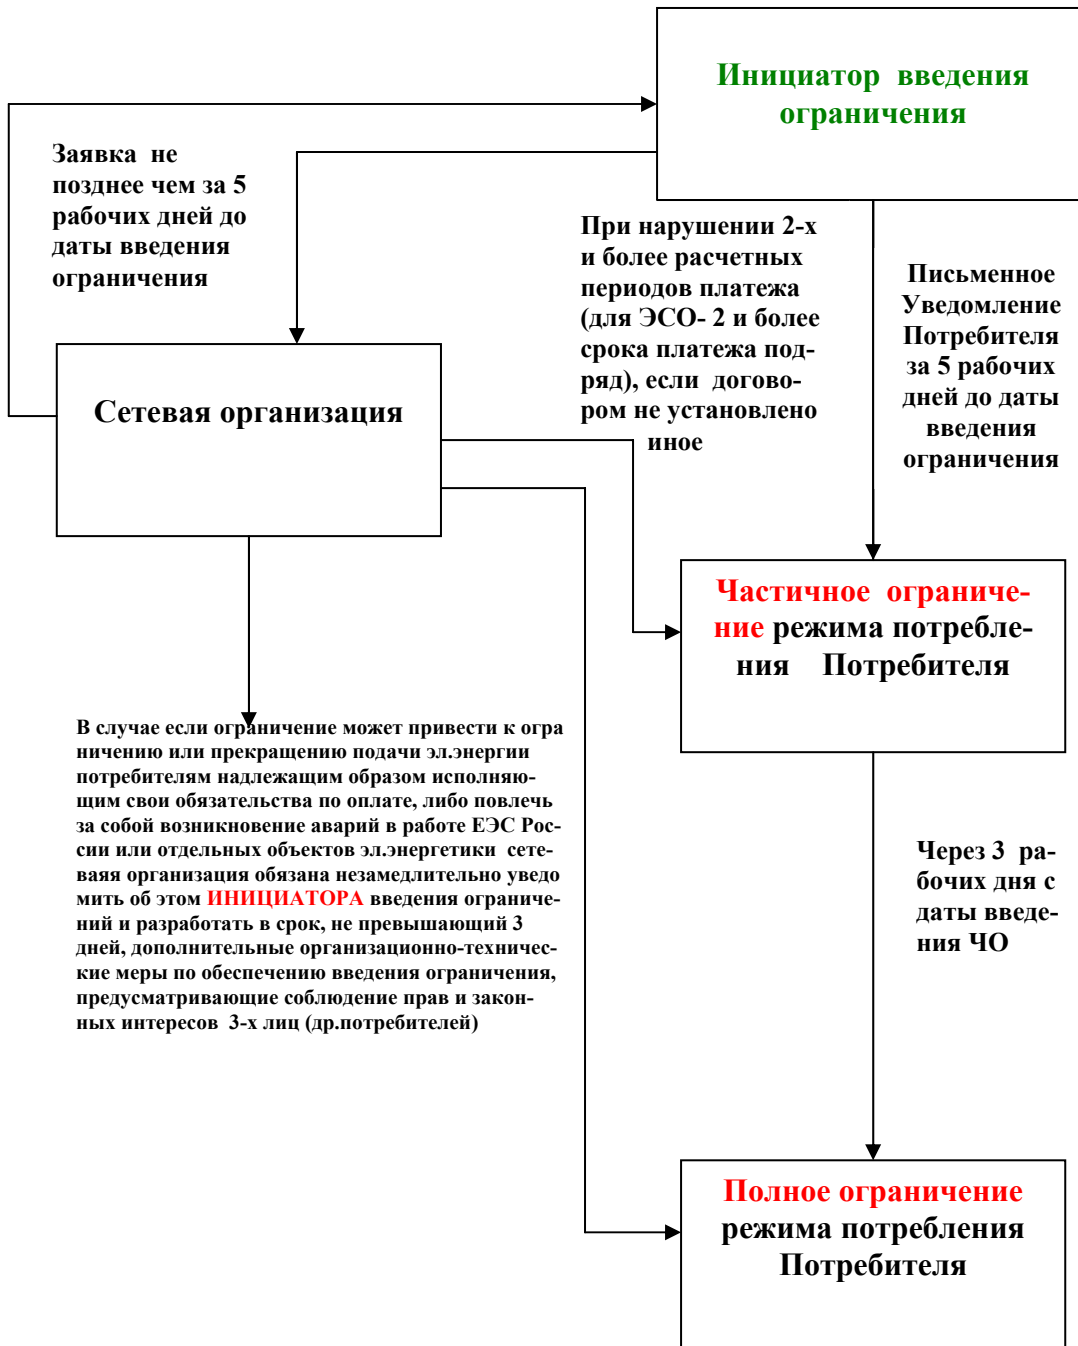 Инициатор введения
ограничения
Заявка не
позднее чем за 5
рабочих дней до
даты введения
ограничения
При нарушении 2-х
и более расчетных
периодов платежа
(для ЭСО- 2 и более
срока платежа под-
ряд), если догово-
ром не установлено
иное
Письменное
Уведомление
Потребителя
за 5 рабочих
дней до даты
введения
ограничения
Сетевая организация
Частичное ограниче-
ние режима потребле-
ния Потребителя
В случае если ограничение может привести к огра
ничению или прекращению подачи эл.энергии
потребителям надлежащим образом исполняю-
щим свои обязательства по оплате, либо повлечь
за собой возникновение аварий в работе ЕЭС Рос-
сии или отдельных объектов эл.энергетики сете-
ваяя организация обязана незамедлительно уведо
мить об этом ИНИЦИАТОРА введения ограниче-
ний и разработать в срок, не превышающий 3
дней, дополнительные организационно-техничес-
кие меры по обеспечению введения ограничения,
предусматривающие соблюдение прав и закон-
ных интересов 3-х лиц (др.потребителей)
Через 3 ра-
бочих дня с
даты введе-
ния ЧО
Полное ограничение
режима потребления
Потребителя